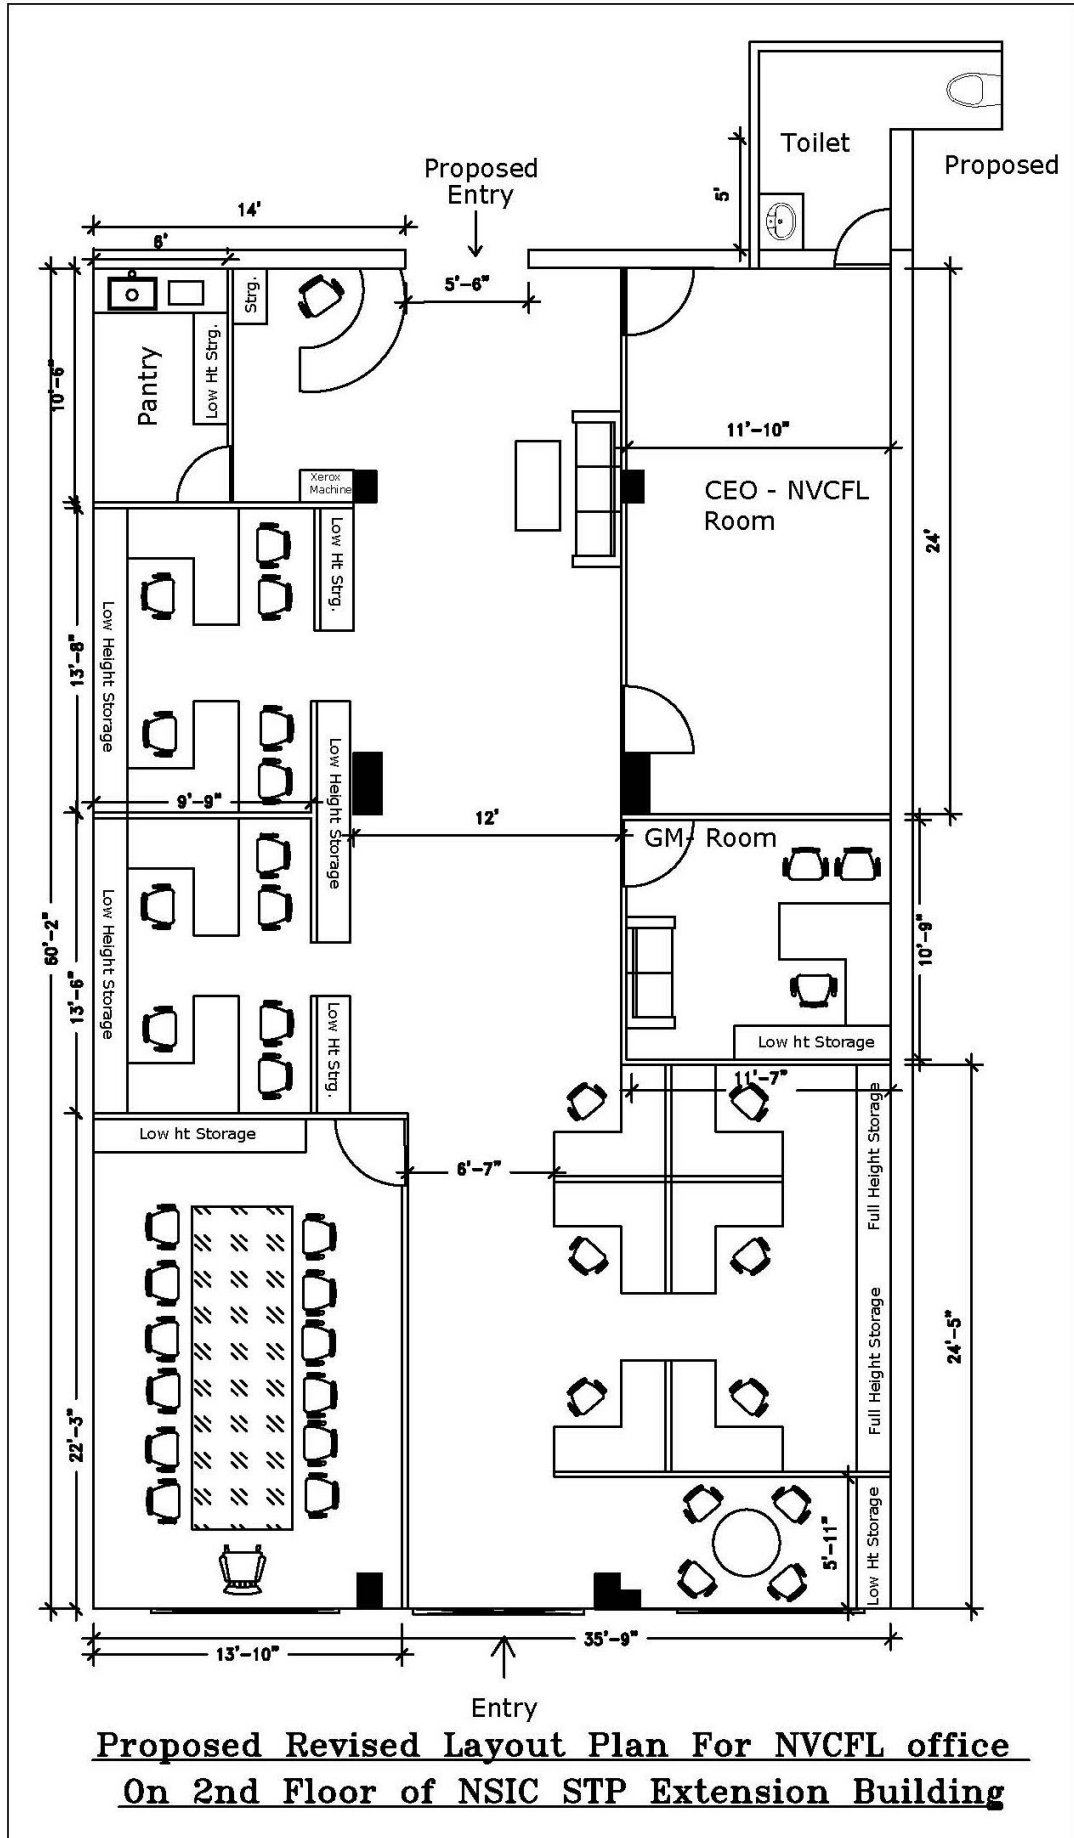 Toilet
Proposed
Proposed
Entry
5'
14'
6'
5'-6"
Strg.
Low Ht Strg.
Pantry
10'-6"
11'-10"
Xerox
Machine
CEO - NVCFL
Room
Low Ht Strg.
24'
Low Height Storage
13'-8"
Low Height Storage
9'-9"
12'
GM- Room
Low Height Storage
60'-2"
13'-6"
10'-9"
Low Ht Strg.
Low ht Storage
11'-7"
Low ht Storage
6'-7"
Full Height Storage
Full Height Storage
24'-5"
22'-3"
5'-11"
Low Ht Storage
13'-10"
35'-9"
Entry
Proposed Revised Layout Plan For NVCFL office
On 2nd Floor of NSIC STP Extension Building